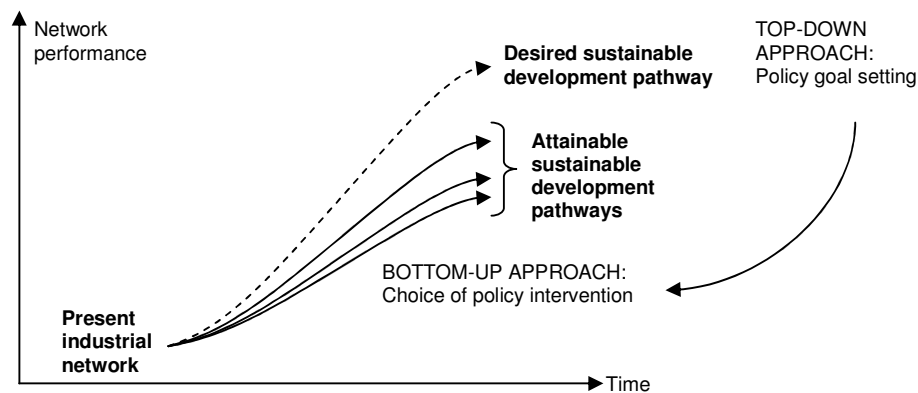 Network
performance
Desired sustainable
development pathway
TOP-DOWN
APPROACH:
Policy goal setting
Attainable
sustainable
development
pathways
BOTTOM-UP APPROACH:
Choice of policy intervention
Present
industrial
network
Time